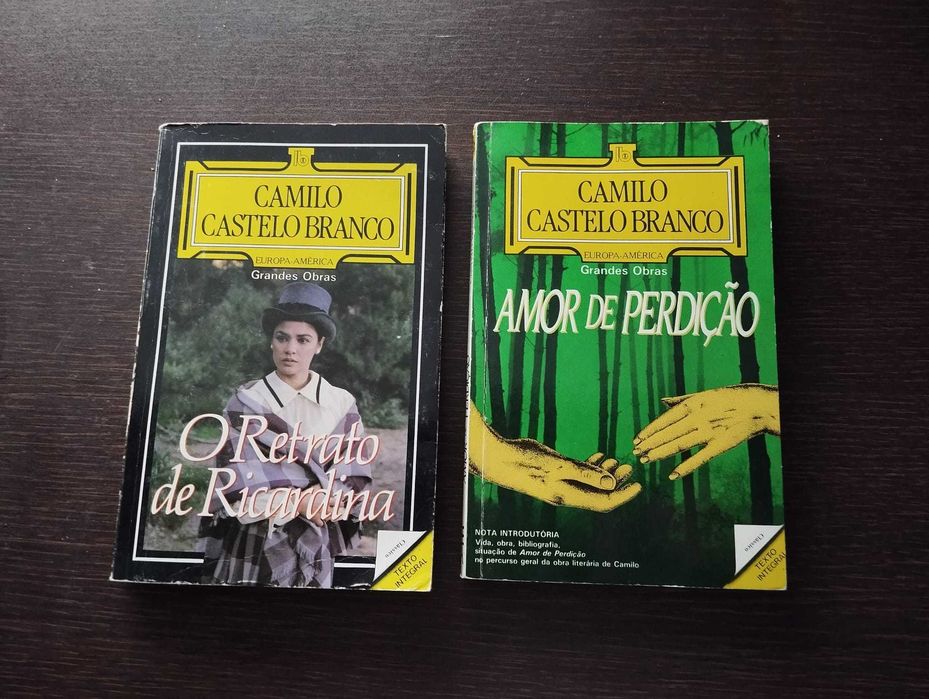 CAMILO
CASTELO BRANCO
EUROPA-AMÉRICA
Grandes Obras
O Retrato
de Ricardina
Clássico
TEXTO
INTEGRAL
CAMILO
CASTELO BRANCO
EUROPA-AMÉRICA
Grandes Obras
AMOR DE PERDIÇÃO
NOTA INTRODUTÓRIA
Vida, obra, bibliografia,
situação de Amor de Perdição
no percurso geral da obra literária de Camilo
Clássico
TEXTO
INTEGRAL